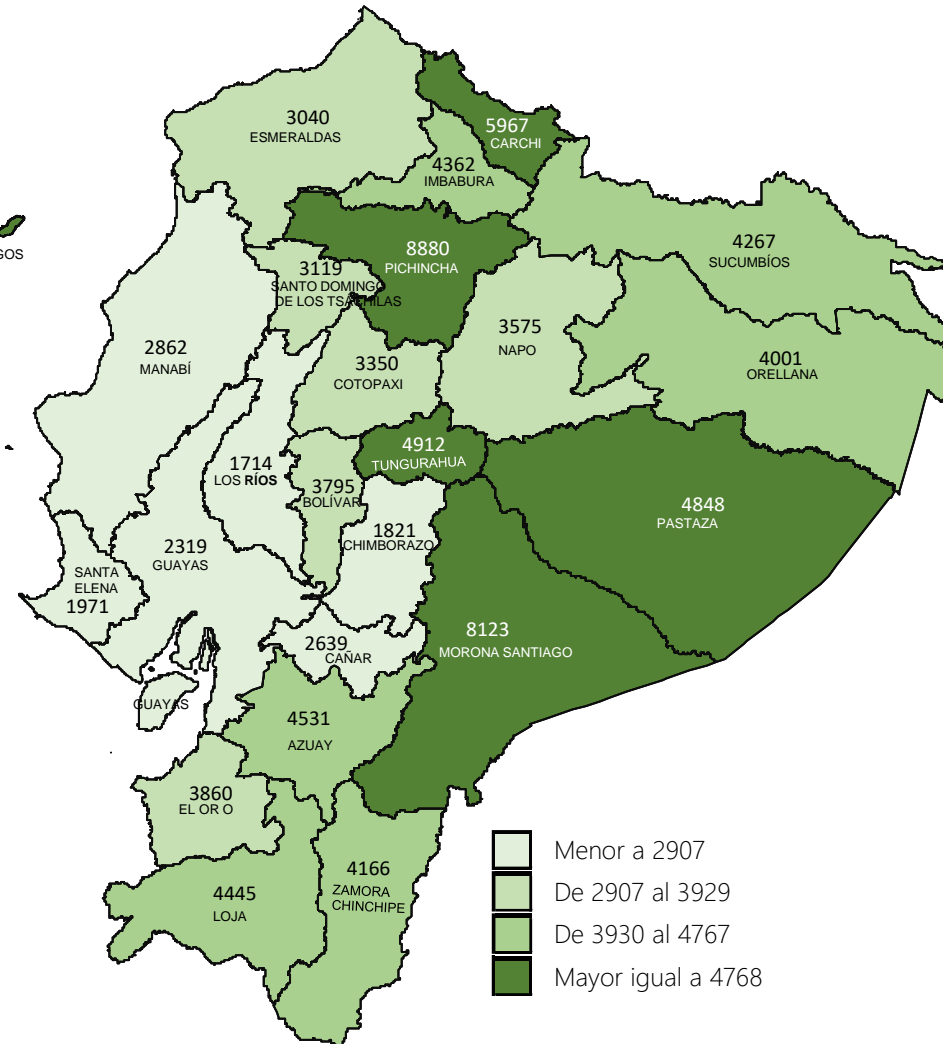 3040
ESMERALDAS
5967
CARCHI
4362
IMBABURA
GOS
8880
PICHINCHA
4267
SUCUMBÍOS
3119
SANTO DOMINGO
DE LOS TSÁCHILAS
3575
NAPO
2862
MANABÍ
3350
COTOPAXI
4001
ORELLANA
4912
TUNGURAHUA
1714
LOS RÍOS
3795
BOLÍVAR
4848
PASTAZA
1821
CHIMBORAZO
2319
GUAYAS
SANTA
ELENA
1971
8123
MORONA SANTIAGO
2639
CAÑAR
GUAYAS
4531
AZUAY
3860
EL OR O
4166
ZAMORA
CHINCHIPE
4445
LOJA
Menor a 2907
De 2907 al 3929
De 3930 al 4767
Mayor igual a 4768